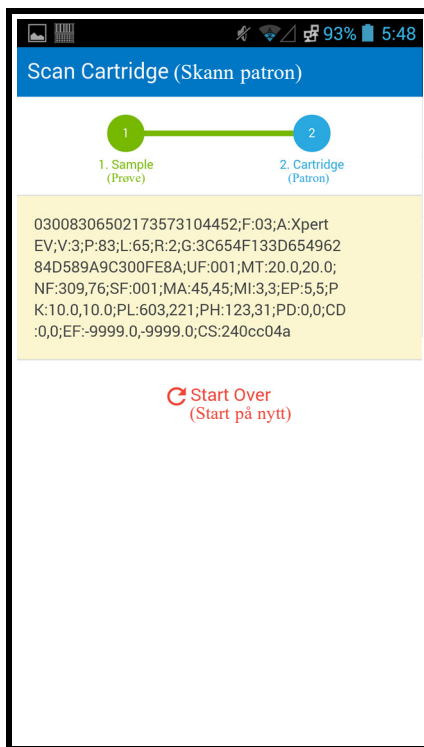 93% 5:48
Scan Cartridge (Skann patron)
1 2
1. Sample 2. Cartridge
(Prøve) (Patron)
03008306502173573104452;F:03;A:Xpert
EV;V:3;P:83;L:65;R:2;G:3C654F133D654962
84D589A9C300FE8A;UF:001;MT:20.0,20.0;
NF:309,76;SF:001;MA:45,45;MI:3,3;EP:5,5;P
K:10.0,10.0;PL:603,221;PH:123,31;PD:0,0;CD
:0,0;EF:-9999.0,-9999.0;CS:240cc04a
Start Over
(Start på nytt)